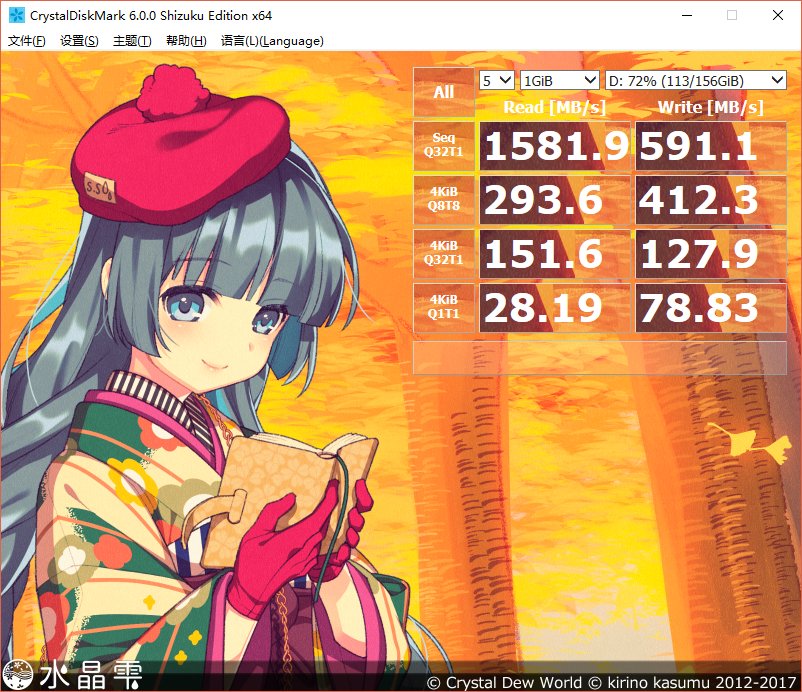 CrystalDiskMark 6.0.0 Shizuku Edition x64
文件(F) 设置(S) 主题(T) 帮助(H) 语言(L)(Language)
All 5 1GiB D: 72% (113/156GiB)
Read [MB/s] Write [MB/s]
Seq
Q32T1 1581.9 591.1
4KiB
Q8T8 293.6 412.3
4KiB
Q32T1 151.6 127.9
4KiB
Q1T1 28.19 78.83
水晶雫
© Crystal Dew World © kirino kasumu 2012-2017